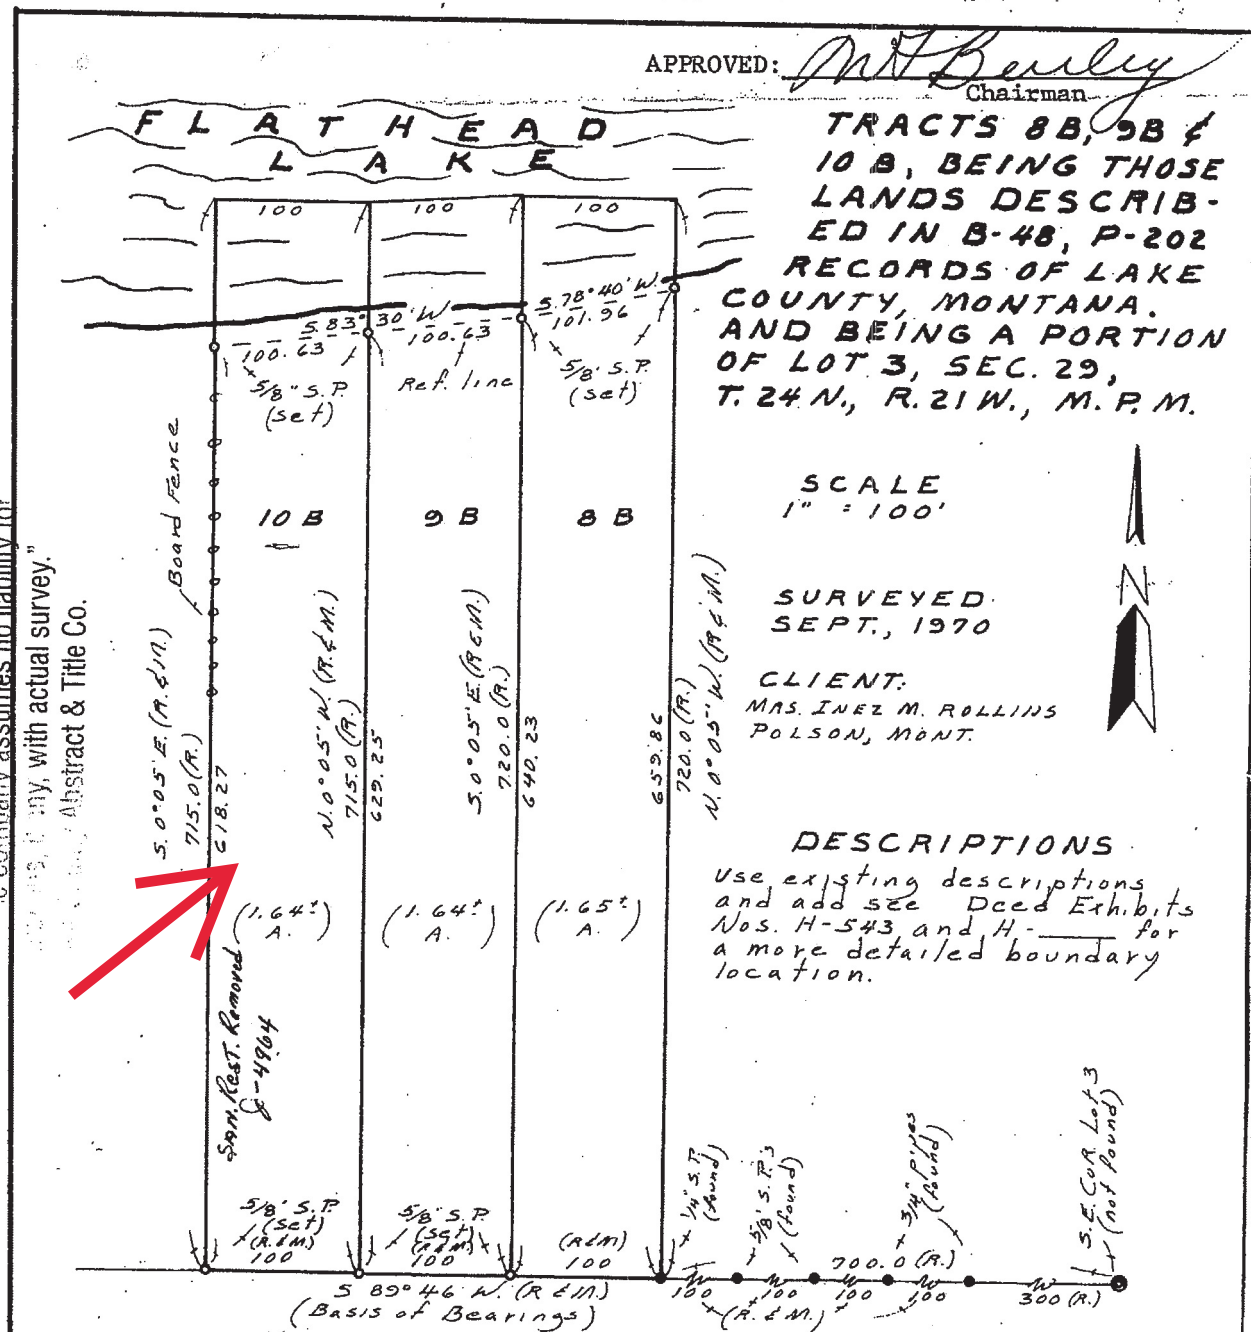 APPROVED:
Chairman
FLATHEAD
LAKE
TRACTS 8B, 9B &
10B, BEING THOSE
LANDS DESCRIB-
ED IN B-48, P-202
RECORDS OF LAKE
COUNTY, MONTANA.
AND BEING A PORTION
OF LOT 3, SEC. 29,
T. 24 N., R. 21 W., M. P. M.
100
100
100
S. 83° 30' W
100.63
100.63
S. 78° 40' W.
101.96
5/8" S.P.
(set)
Ref. line
5/8" S.P.
(set)
Board Fence
10 B
9 B
8 B
SCALE
1" = 100'
N
SURVEYED
SEPT., 1970
CLIENT:
MRS. INEZ M. ROLLINS
POLSON, MONT.
S. 0° 05' E. (R. & M.)
715.0 (R.)
618.27
N. 0° 05' W. (R. & M.)
715.0 (R.)
629.25
S. 0° 05' E. (R & M.)
720.0 (R.)
640.23
659.86
720.0 (R.)
N. 0° 05' W. (R & M.)
company assumes no liability for
with actual survey."
Abstract & Title Co.
DESCRIPTIONS
Use existing descriptions
and add see Deed Exhibits
Nos. H-543 and H-____ for
a more detailed boundary
location.
(1.64±
A.)
(1.64±
A.)
(1.65±
A.)
SAN. Rest. Removed
J-4964
5/8" S.P.
(set)
(R. & M.)
100
5/8" S.P.
(set)
(R & M.)
100
(R & M)
100
1/4" S.P.
(found)
5/8" S.P.'s
(found)
3/4" Pipes
(found)
S.E. COR. Lot 3
(not found)
700.0 (R.)
100
100
100
100
300 (R.)
(R. & M.)
S 89° 46' W. (R & M.)
(Basis of Bearings)